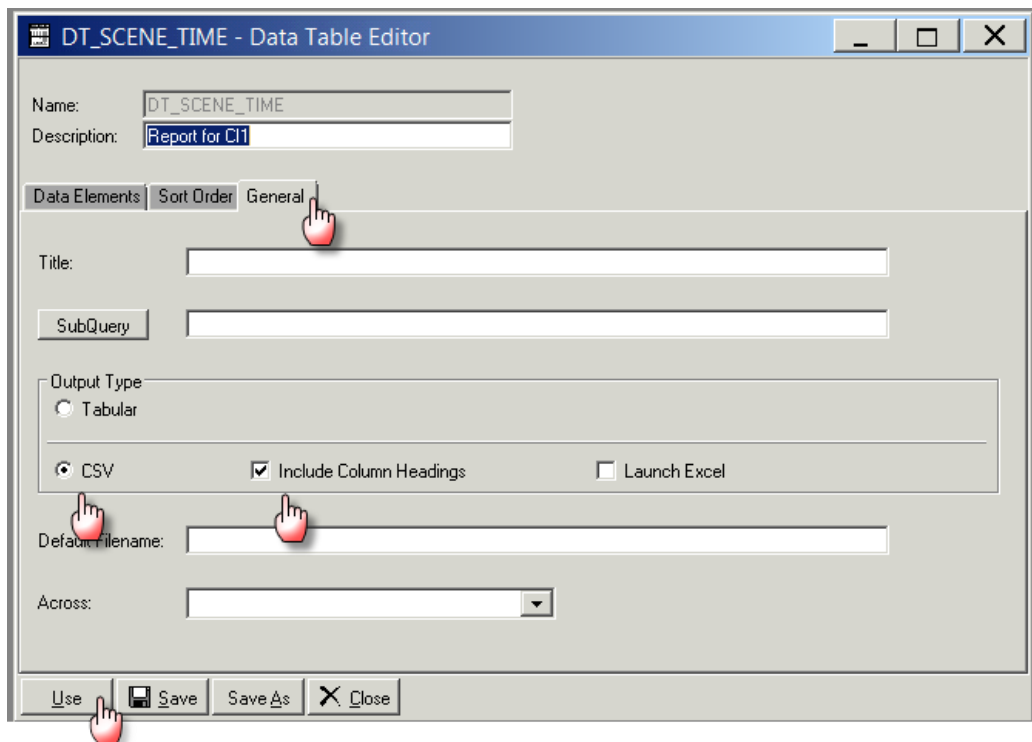 DT_SCENE_TIME - Data Table Editor
Name: DT_SCENE_TIME
Description: Report for CI1
Data Elements Sort Order General
Title:
SubQuery
Output Type
Tabular
CSV Include Column Headings Launch Excel
Default Filename:
Across:
Use Save Save As Close